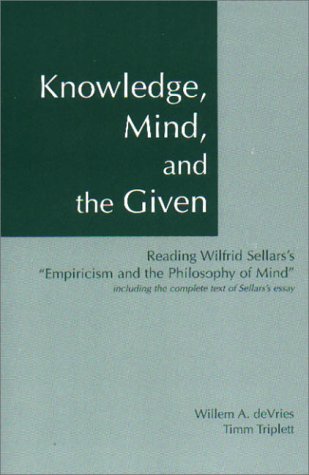 Knowledge,
Mind,
and
the Given
Reading Wilfrid Sellars's
"Empiricism and the Philosophy of Mind"
including the complete text of Sellars's essay
Willem A. deVries
Timm Triplett